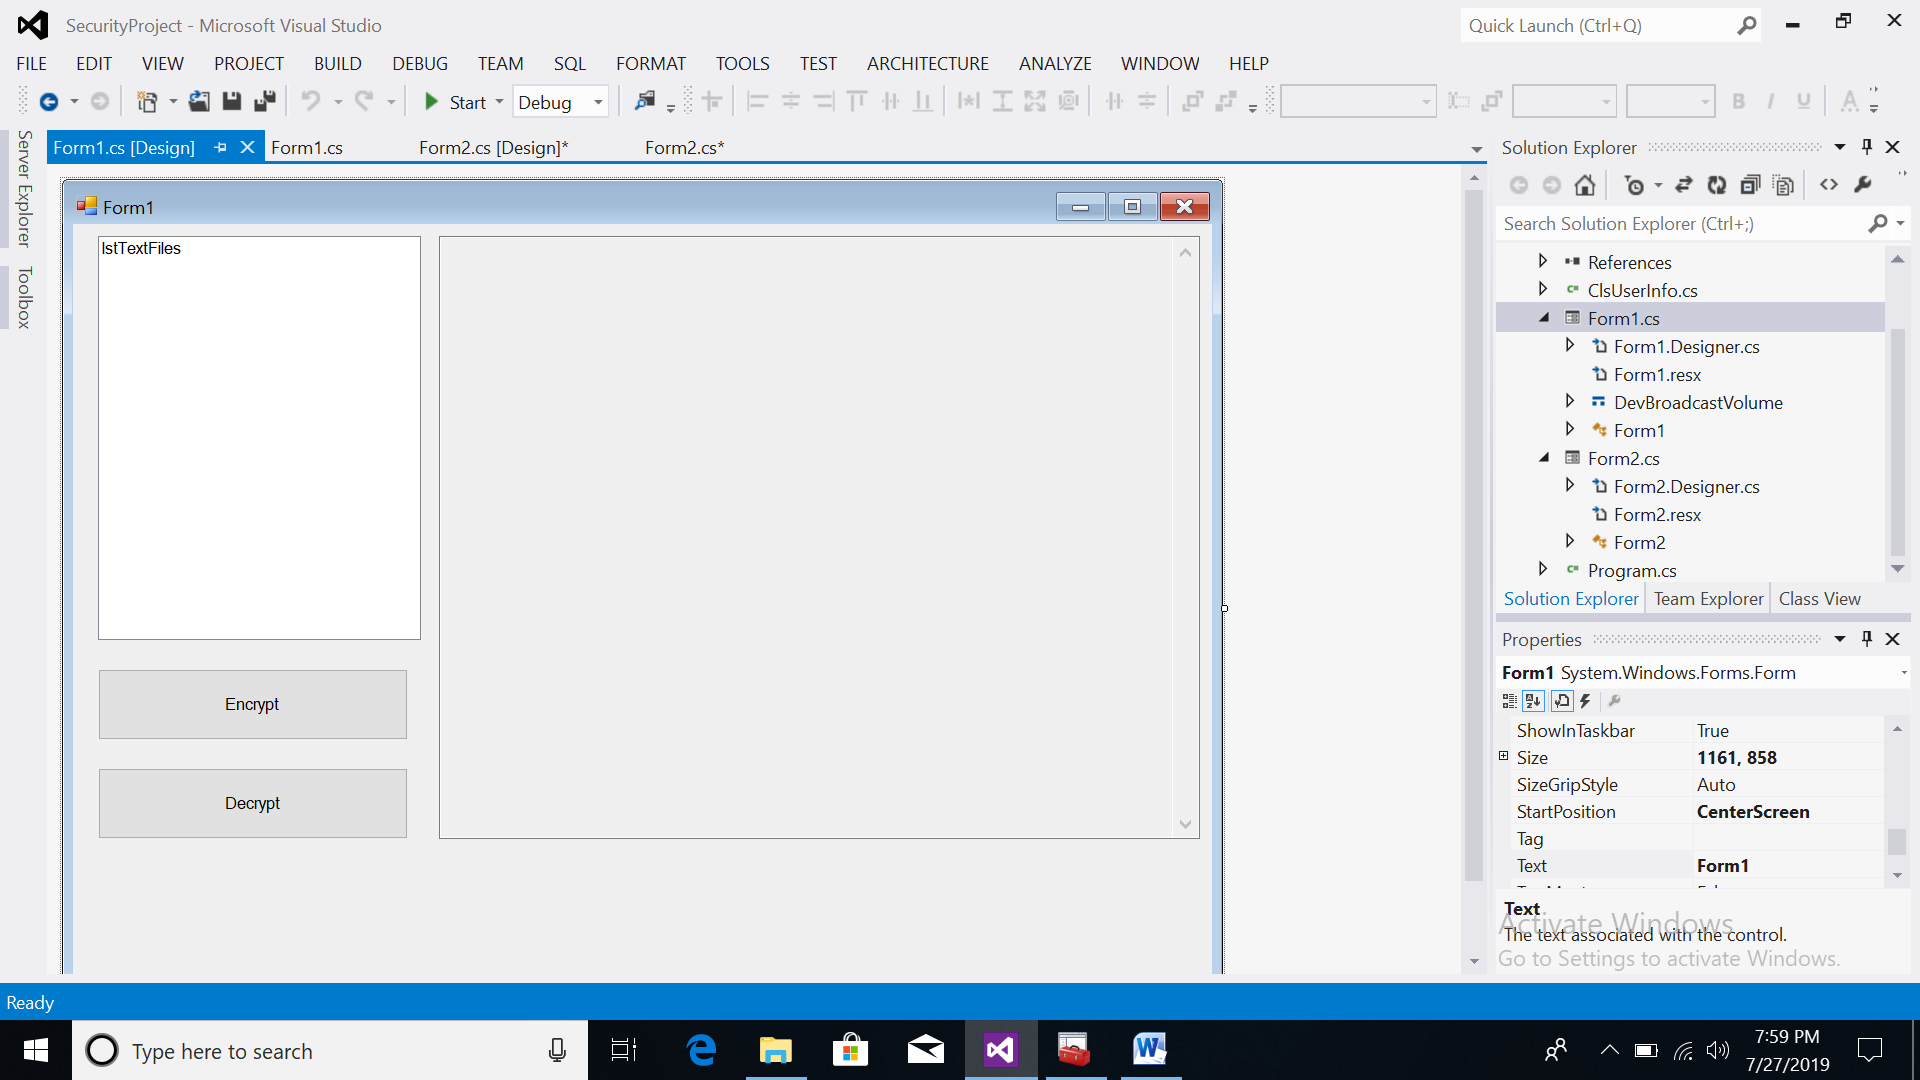 SecurityProject - Microsoft Visual Studio
Quick Launch (Ctrl+Q)
FILE EDIT VIEW PROJECT BUILD DEBUG TEAM SQL FORMAT TOOLS TEST ARCHITECTURE ANALYZE WINDOW HELP
Start Debug
B I U A
Server Explorer
Toolbox
Form1.cs [Design] Form1.cs Form2.cs [Design]* Form2.cs*
Form1
lstTextFiles
Encrypt
Decrypt
Solution Explorer
Search Solution Explorer (Ctrl+;)
References
ClsUserInfo.cs
Form1.cs
Form1.Designer.cs
Form1.resx
DevBroadcastVolume
Form1
Form2.cs
Form2.Designer.cs
Form2.resx
Form2
Program.cs
Solution Explorer Team Explorer Class View
Properties
Form1 System.Windows.Forms.Form
ShowInTaskbar True
Size 1161, 858
SizeGripStyle Auto
StartPosition CenterScreen
Tag
Text Form1
Text
Activate Windows
The text associated with the control.
Go to Settings to activate Windows.
Ready
Type here to search
7:59 PM
7/27/2019